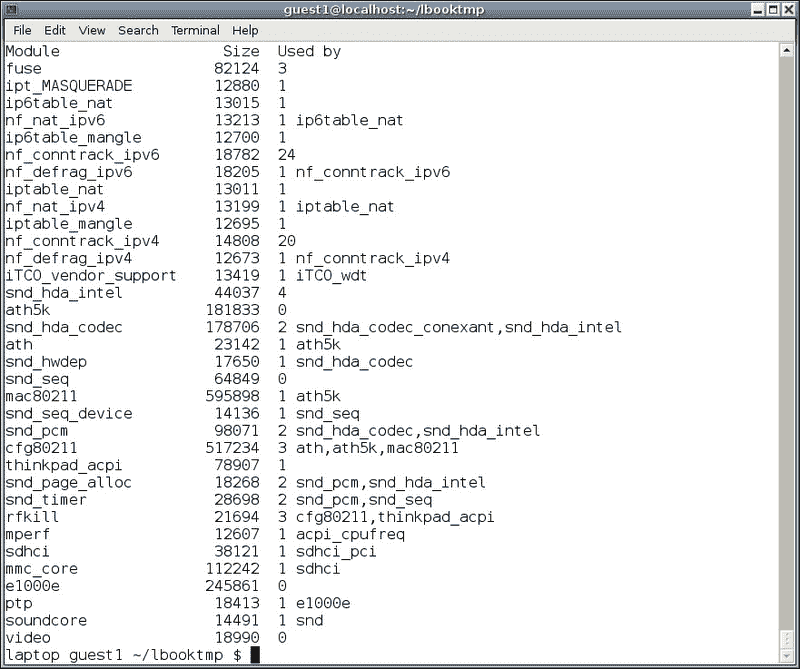 guest1@localhost:~/lbooktmp
File Edit View Search Terminal Help
Module Size Used by
fuse 82124 3
ipt_MASQUERADE 12880 1
ip6table_nat 13015 1
nf_nat_ipv6 13213 1 ip6table_nat
ip6table_mangle 12700 1
nf_conntrack_ipv6 18782 24
nf_defrag_ipv6 18205 1 nf_conntrack_ipv6
iptable_nat 13011 1
nf_nat_ipv4 13199 1 iptable_nat
iptable_mangle 12695 1
nf_conntrack_ipv4 14808 20
nf_defrag_ipv4 12673 1 nf_conntrack_ipv4
iTCO_vendor_support 13419 1 iTCO_wdt
snd_hda_intel 44037 4
ath5k 181833 0
snd_hda_codec 178706 2 snd_hda_codec_conexant,snd_hda_intel
ath 23142 1 ath5k
snd_hwdep 17650 1 snd_hda_codec
snd_seq 64849 0
mac80211 595898 1 ath5k
snd_seq_device 14136 1 snd_seq
snd_pcm 98071 2 snd_hda_codec,snd_hda_intel
cfg80211 517234 3 ath,ath5k,mac80211
thinkpad_acpi 78907 1
snd_page_alloc 18268 2 snd_pcm,snd_hda_intel
snd_timer 28698 2 snd_pcm,snd_seq
rfkill 21694 3 cfg80211,thinkpad_acpi
mperf 12607 1 acpi_cpufreq
sdhci 38121 1 sdhci_pci
mmc_core 112242 1 sdhci
e1000e 245861 0
ptp 18413 1 e1000e
soundcore 14491 1 snd
video 18990 0
laptop guest1 ~/lbooktmp $